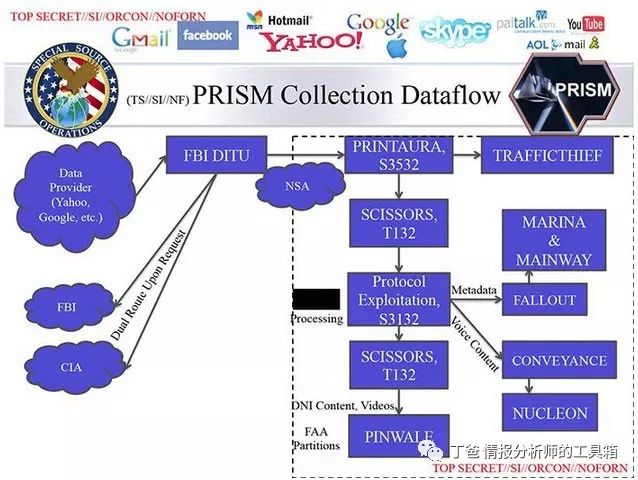 TOP SECRET//SI//ORCON//NOFORN
msn Hotmail
Gmail
by Google
facebook
YAHOO!
Google
skype
paltalk.com
YouTube
AOL mail
SPECIAL SOURCE OPERATIONS
(TS//SI//NF) PRISM Collection Dataflow
PRISM
Data
Provider
(Yahoo,
Google, etc.)
FBI DITU
NSA
PRINTAURA,
S3532
TRAFFICTHIEF
Dual Route Upon Request
FBI
CIA
SCISSORS,
T132
MARINA
&
MAINWAY
Protocol
Exploitation,
S3132
Processing
Metadata
FALLOUT
Voice Content
SCISSORS,
T132
CONVEYANCE
NUCLEON
DNI Content, Videos
FAA
Partitions
PINWALE
丁爸 情报分析师的工具箱
TOP SECRET//SI//ORCON//NOFORN